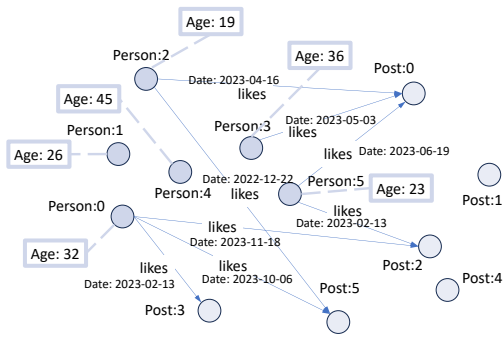 Age: 19
Person:2
Age: 36
Post:0
Date: 2023-04-16
likes
Age: 45
Person:3
Date: 2023-05-03
likes
Person:1
likes
Date: 2023-06-19
Age: 26
Person:4
Date: 2022-12-22
likes
Person:5
Age: 23
Post:1
Person:0
likes
Date: 2023-02-13
likes
Date: 2023-11-18
Age: 32
Post:2
likes
Date: 2023-02-13
likes
Date: 2023-10-06
Post:4
Post:3
Post:5